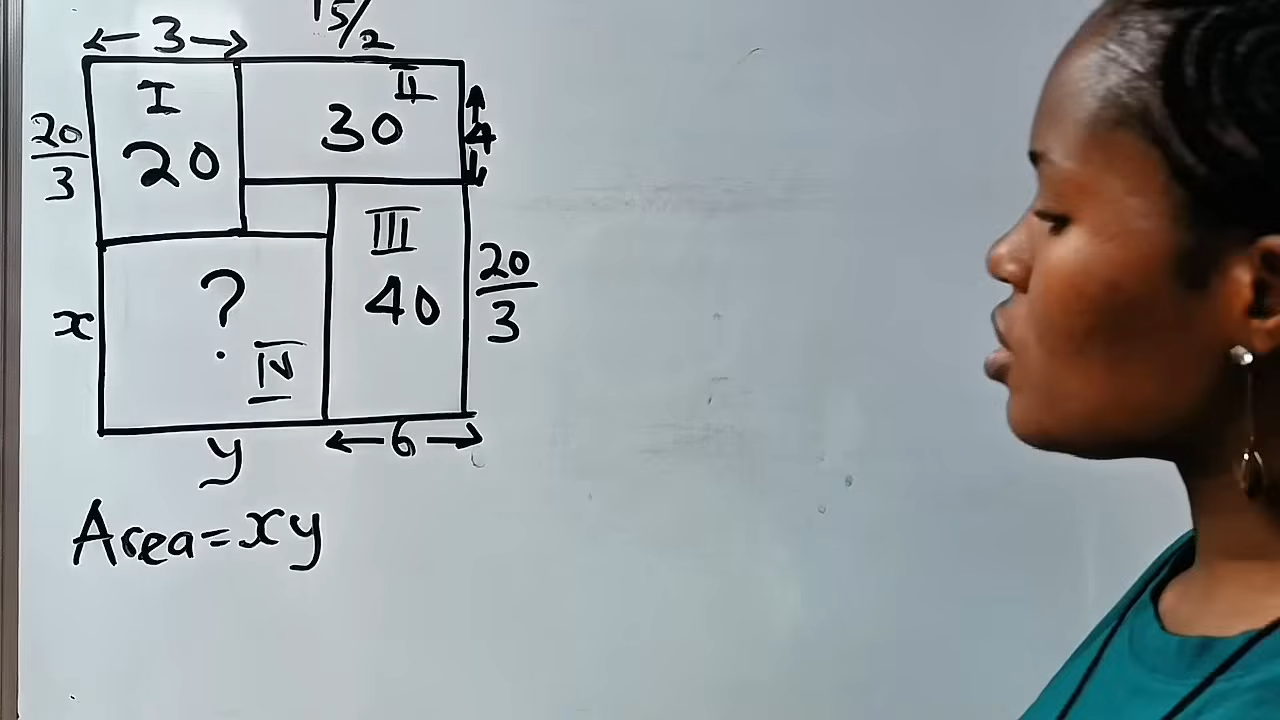 ← 3 →
15/2
I
II
20/3
20
30
4
III
?
40
20/3
x
IV
← 6 →
y
Area = xy